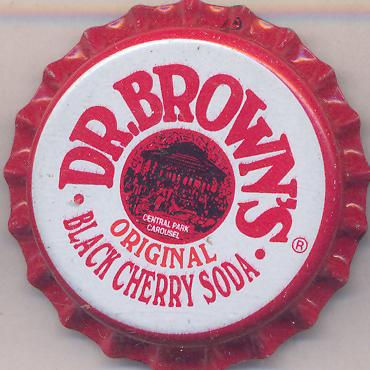 DR. BROWN'S®
CENTRAL PARK
CAROUSEL
ORIGINAL
• BLACK CHERRY SODA •